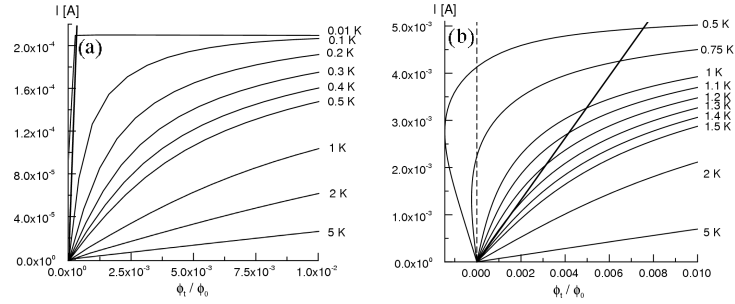 I [A]
(a)
2.0x10⁻⁴
1.6x10⁻⁴
1.2x10⁻⁴
8.0x10⁻⁵
4.0x10⁻⁵
0.0x10⁰
0.01 K
0.1 K
0.2 K
0.3 K
0.4 K
0.5 K
1 K
2 K
5 K
0.0x10⁰ 2.5x10⁻³ 5.0x10⁻³ 7.5x10⁻³ 1.0x10⁻²
ϕt / ϕ0
I [A]
(b)
5.0x10⁻³
4.0x10⁻³
3.0x10⁻³
2.0x10⁻³
1.0x10⁻³
0.0x10⁰
0.5 K
0.75 K
1 K
1.1 K
1.2 K
1.3 K
1.4 K
1.5 K
2 K
5 K
0.000 0.002 0.004 0.006 0.008 0.010
ϕt / ϕ0